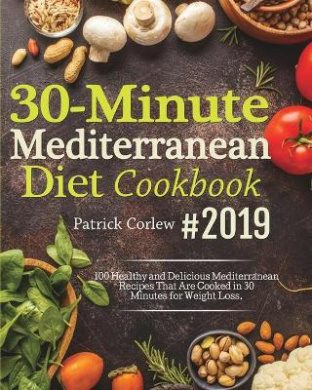 30-Minute
Mediterranean
Diet Cookbook
Patrick Corlew #2019
100 Healthy and Delicious Mediterranean
Recipes That Are Cooked in 30
Minutes for Weight Loss.